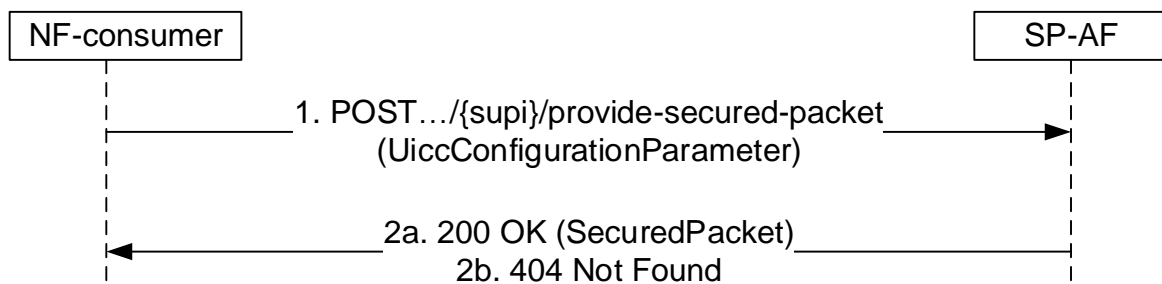 NF-consumer
SP-AF
1. POST…/{supi}/provide-secured-packet
(UiccConfigurationParameter)
2a. 200 OK (SecuredPacket)
2b. 404 Not Found